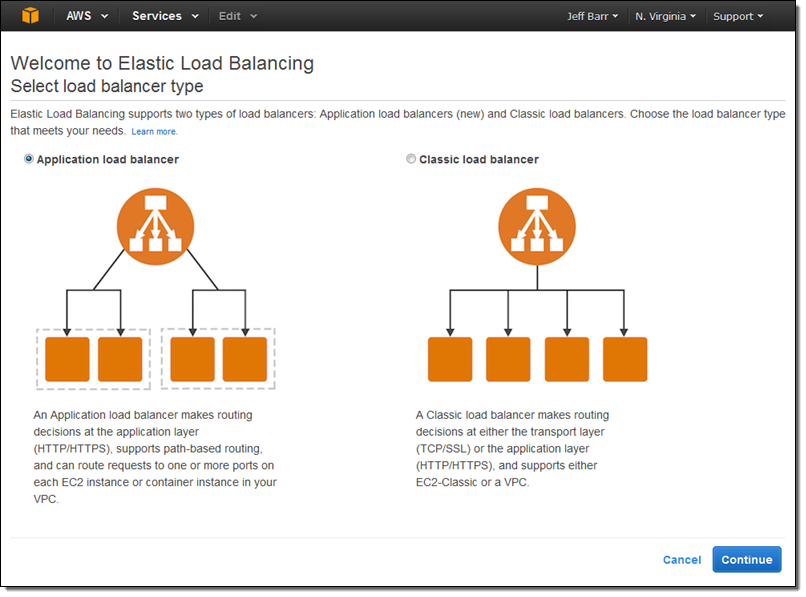 AWS Services Edit Jeff Barr N. Virginia Support
Welcome to Elastic Load Balancing
Select load balancer type
Elastic Load Balancing supports two types of load balancers: Application load balancers (new) and Classic load balancers. Choose the load balancer type
that meets your needs. Learn more.
Application load balancer
An Application load balancer makes routing
decisions at the application layer
(HTTP/HTTPS), supports path-based routing,
and can route requests to one or more ports on
each EC2 instance or container instance in your
VPC.
Classic load balancer
A Classic load balancer makes routing
decisions at either the transport layer
(TCP/SSL) or the application layer
(HTTP/HTTPS), and supports either
EC2-Classic or a VPC.
Cancel Continue